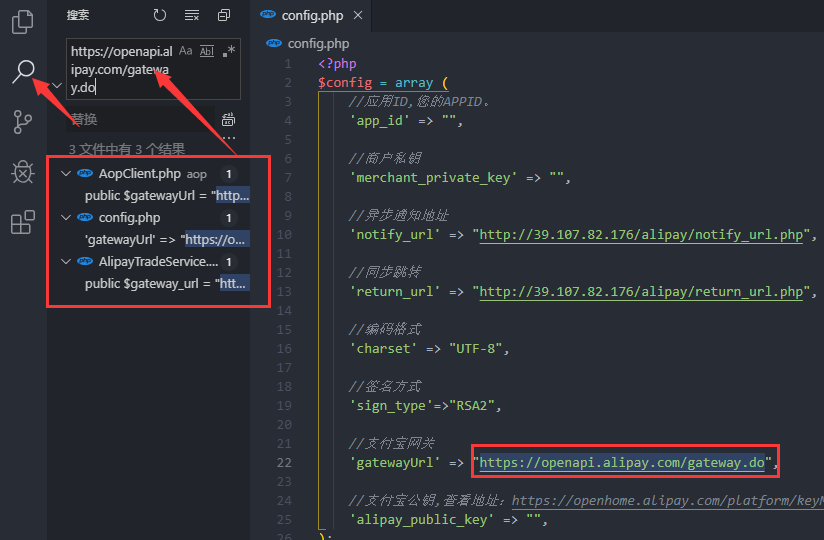 搜索
https://openapi.al
ipay.com/gatewa
y.do
Aa
Abl
.*
替换
3 文件中有 3 个结果
AopClient.php aop 1
public $gatewayUrl = "http...
config.php 1
'gatewayUrl' => "https://o...
AlipayTradeService.... 1
public $gateway_url = "htt...
php config.php ×
php config.php
1 <?php
2 $config = array (
3 //应用ID,您的APPID。
4 'app_id' => "",
5
6 //商户私钥
7 'merchant_private_key' => "",
8
9 //异步通知地址
10 'notify_url' => "http://39.107.82.176/alipay/notify_url.php",
11
12 //同步跳转
13 'return_url' => "http://39.107.82.176/alipay/return_url.php",
14
15 //编码格式
16 'charset' => "UTF-8",
17
18 //签名方式
19 'sign_type'=>"RSA2",
20
21 //支付宝网关
22 'gatewayUrl' => "https://openapi.alipay.com/gateway.do",
23
24 //支付宝公钥,查看地址：https://openhome.alipay.com/platform/keyM
25 'alipay_public_key' => "",
26 );